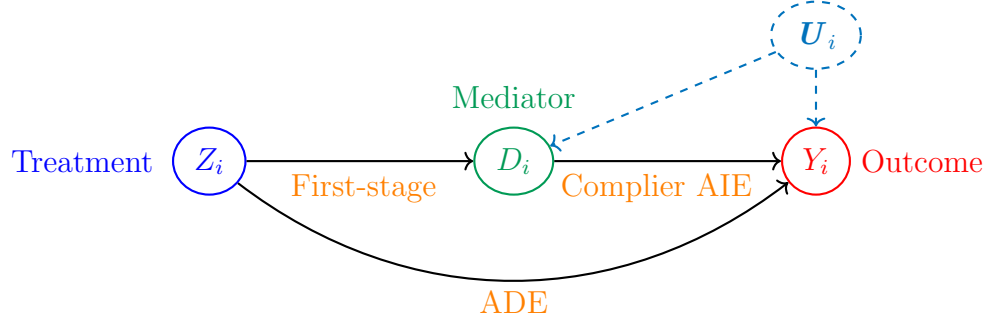 U_i
Mediator
Treatment
Z_i
D_i
Y_i
Outcome
First-stage
Complier AIE
ADE